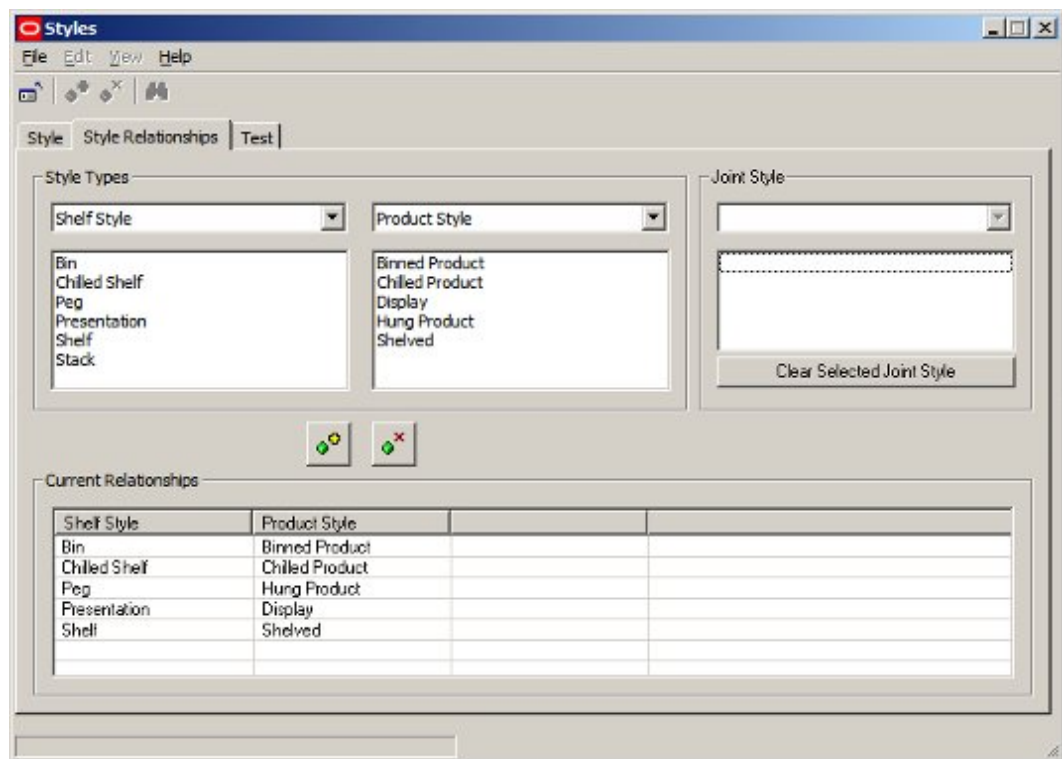 Styles
File Edit View Help
Style Style Relationships Test
Style Types
Joint Style
Shelf Style Product Style
Bin
Chilled Shelf
Peg
Presentation
Shelf
Stack
Binned Product
Chilled Product
Display
Hung Product
Shelved
Clear Selected Joint Style
Current Relationships
Shelf Style Product Style
Bin Binned Product
Chilled Shelf Chilled Product
Peg Hung Product
Presentation Display
Shelf Shelved